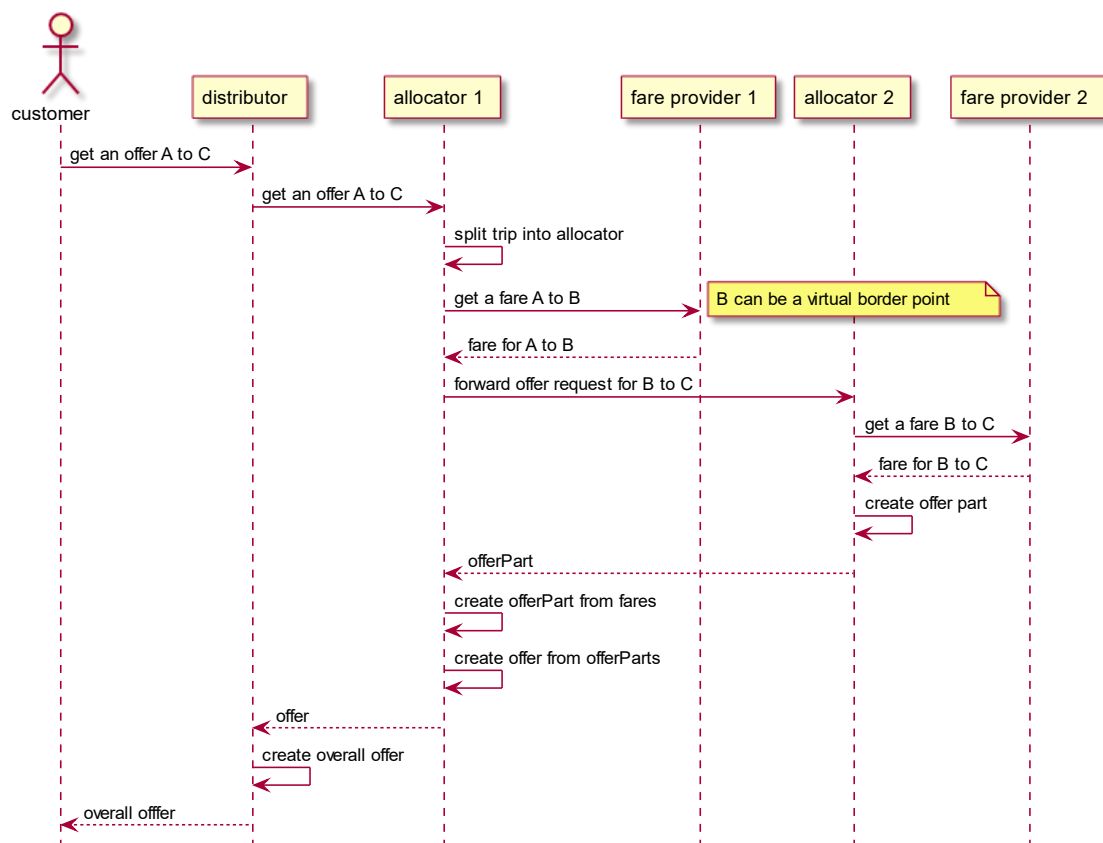 customer
distributor
allocator 1
fare provider 1
allocator 2
fare provider 2
get an offer A to C
get an offer A to C
split trip into allocator
get a fare A to B
B can be a virtual border point
fare for A to B
forward offer request for B to C
get a fare B to C
fare for B to C
create offer part
offerPart
create offerPart from fares
create offer from offerParts
offer
create overall offer
overall offfer